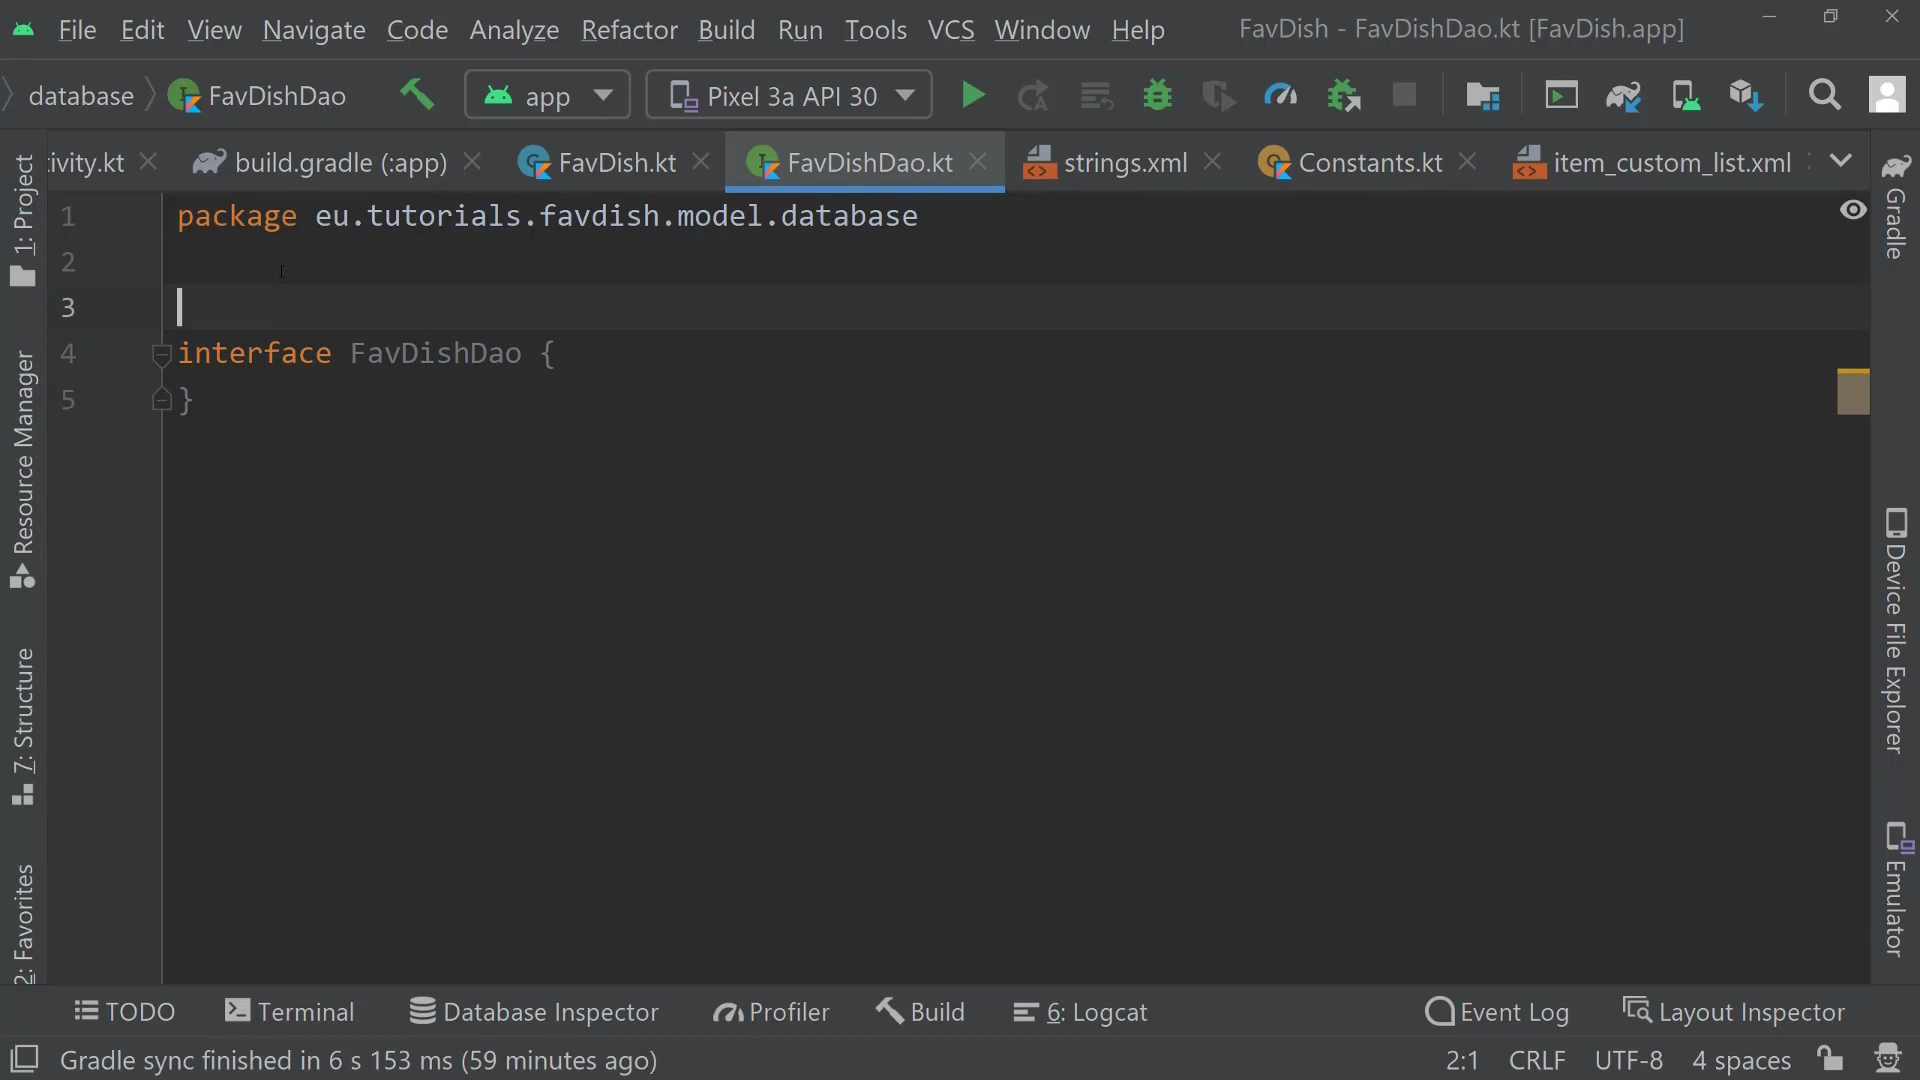 File Edit View Navigate Code Analyze Refactor Build Run Tools VCS Window Help FavDish - FavDishDao.kt [FavDish.app]
database FavDishDao app Pixel 3a API 30
ivity.kt build.gradle (:app) FavDish.kt FavDishDao.kt strings.xml Constants.kt item_custom_list.xml
1: Project
Resource Manager
7: Structure
2: Favorites
1 package eu.tutorials.favdish.model.database
2
3
4 interface FavDishDao {
5 }
Gradle
Device File Explorer
Emulator
TODO Terminal Database Inspector Profiler Build 6: Logcat Event Log Layout Inspector
Gradle sync finished in 6 s 153 ms (59 minutes ago) 2:1 CRLF UTF-8 4 spaces